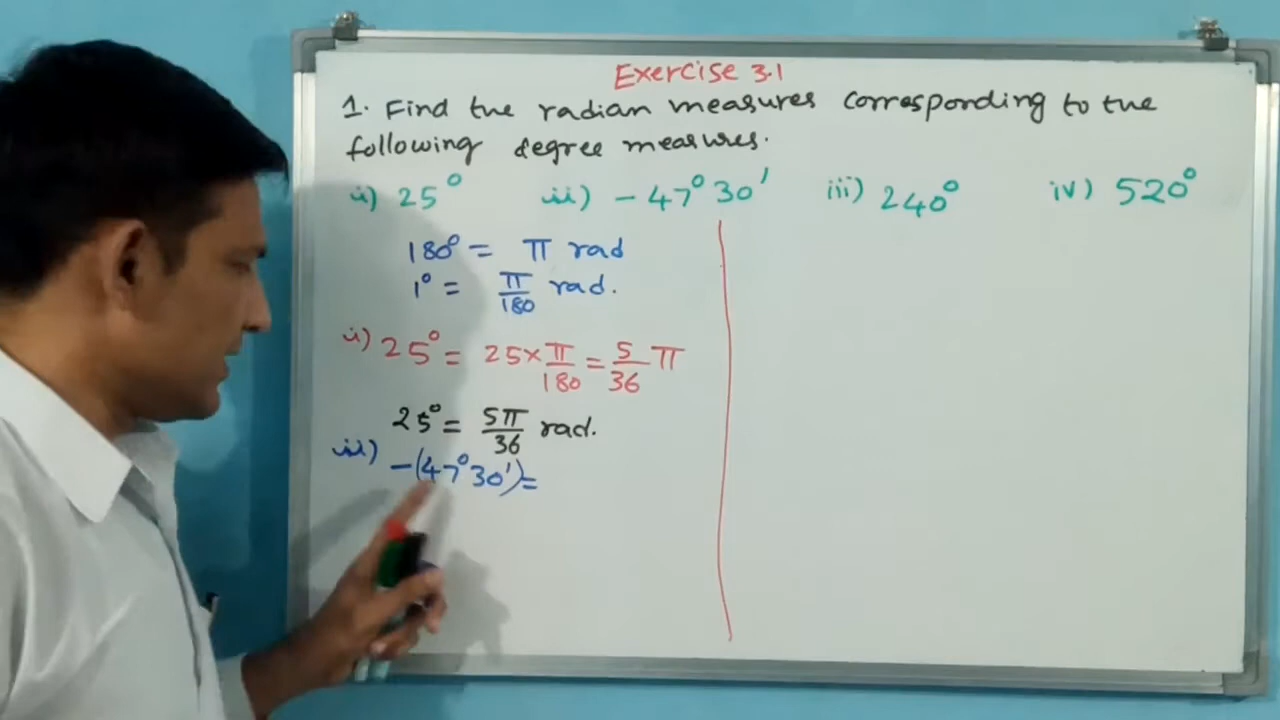 Exercise 3.1
1. Find the radian measures corresponding to the
following degree measures.
i) 25° ii) -47°30' iii) 240° iv) 520°
180° = π rad
1° = π/180 rad.
i) 25° = 25×π/180 = 5/36 π
25° = 5π/36 rad.
ii) -(47°30') =